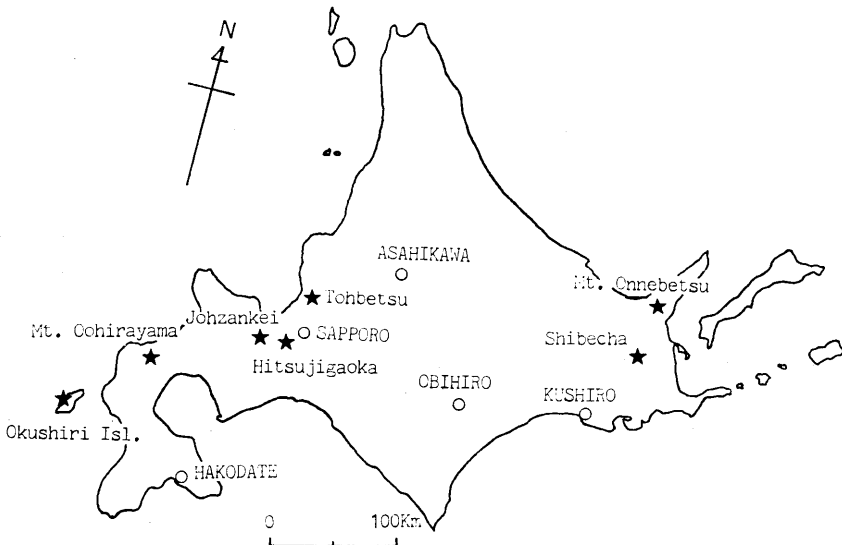 N
ASAHIKAWA
Mt. Onnebetsu
Tohbetsu
Johzankei
Mt. Oohirayama
SAPPORO
Shibecha
Hitsujigaoka
OBIHIRO
KUSHIRO
Okushiri Isl.
HAKODATE
0 100Km